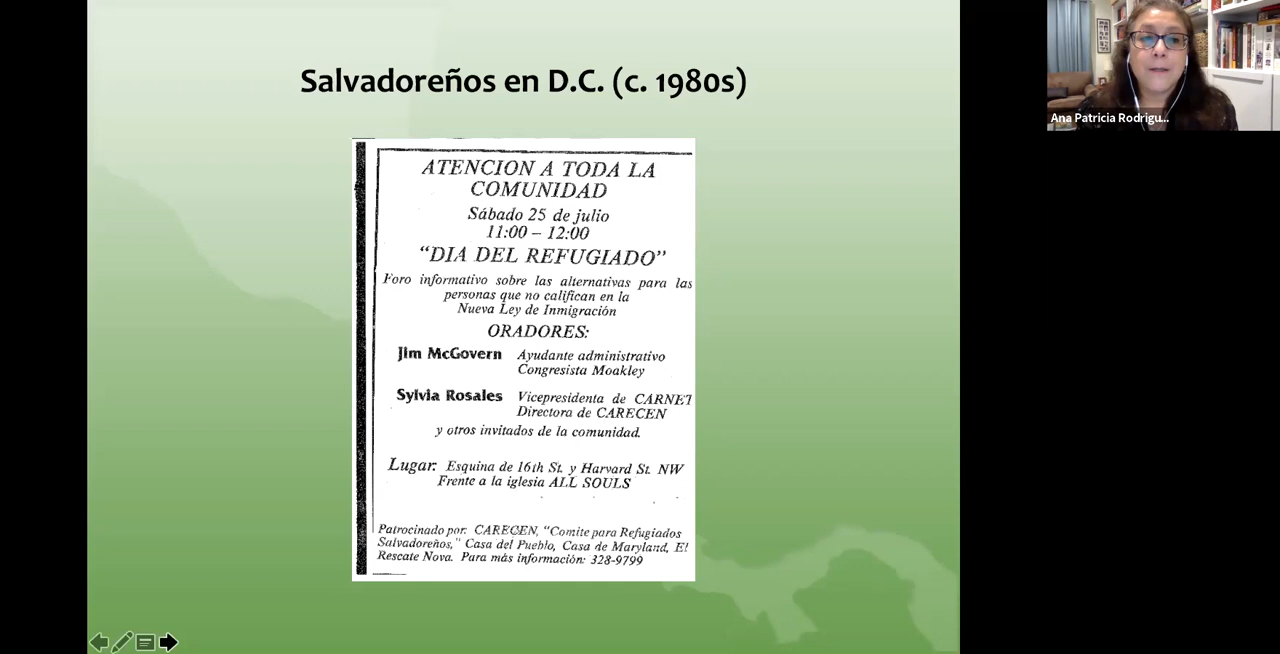 Salvadoreños en D.C. (c. 1980s)
ATENCION A TODA LA
COMUNIDAD
Sábado 25 de julio
11:00 – 12:00
“DIA DEL REFUGIADO”
Foro informativo sobre las alternativas para las
personas que no califican en la
Nueva Ley de Inmigración
ORADORES:
Jim McGovern Ayudante administrativo
Congresista Moakley
Sylvia Rosales Vicepresidenta de CARNET
Directora de CARECEN
y otros invitados de la comunidad.
Lugar: Esquina de 16th St. y Harvard St. NW
Frente a la iglesia ALL SOULS
Patrocinado por: CARECEN, “Comite para Refugiados
Salvadoreños,” Casa del Pueblo, Casa de Maryland, El
Rescate Nova. Para más información: 328-9799
Ana Patricia Rodrigu...